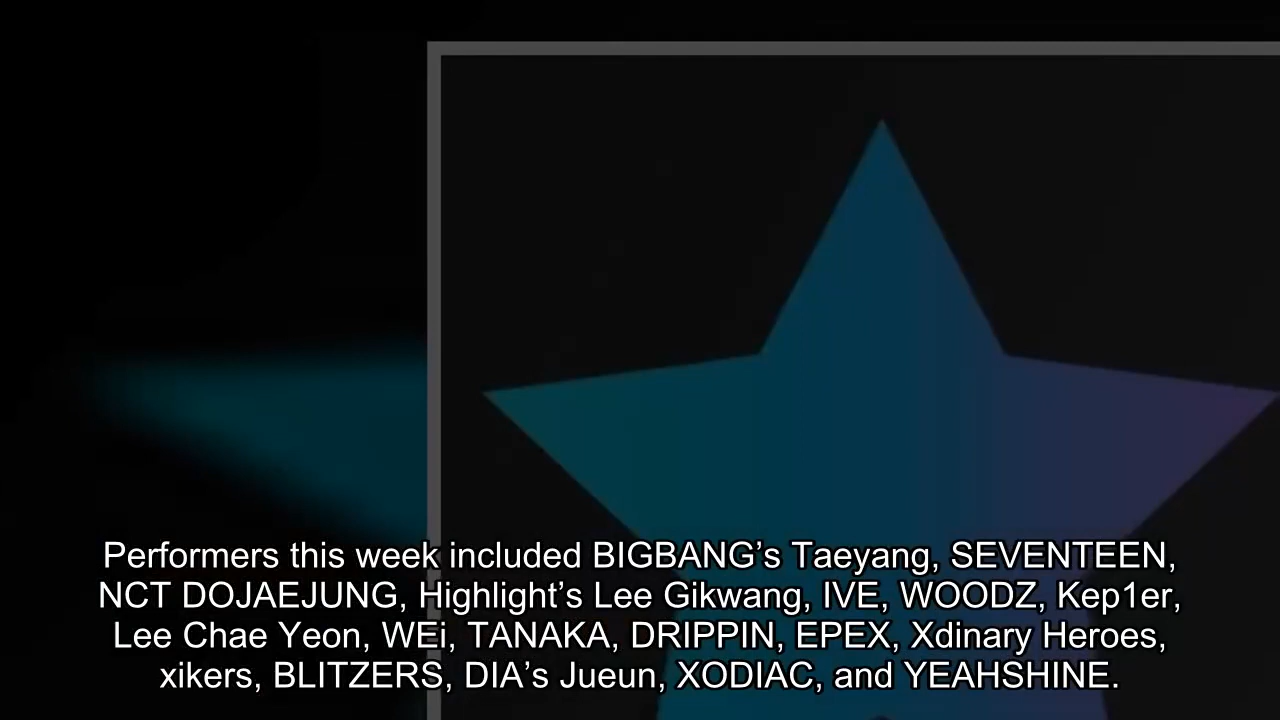 Performers this week included BIGBANG’s Taeyang, SEVENTEEN,
NCT DOJAEJUNG, Highlight’s Lee Gikwang, IVE, WOODZ, Kep1er,
Lee Chae Yeon, WEi, TANAKA, DRIPPIN, EPEX, Xdinary Heroes,
xikers, BLITZERS, DIA’s Jueun, XODIAC, and YEAHSHINE.